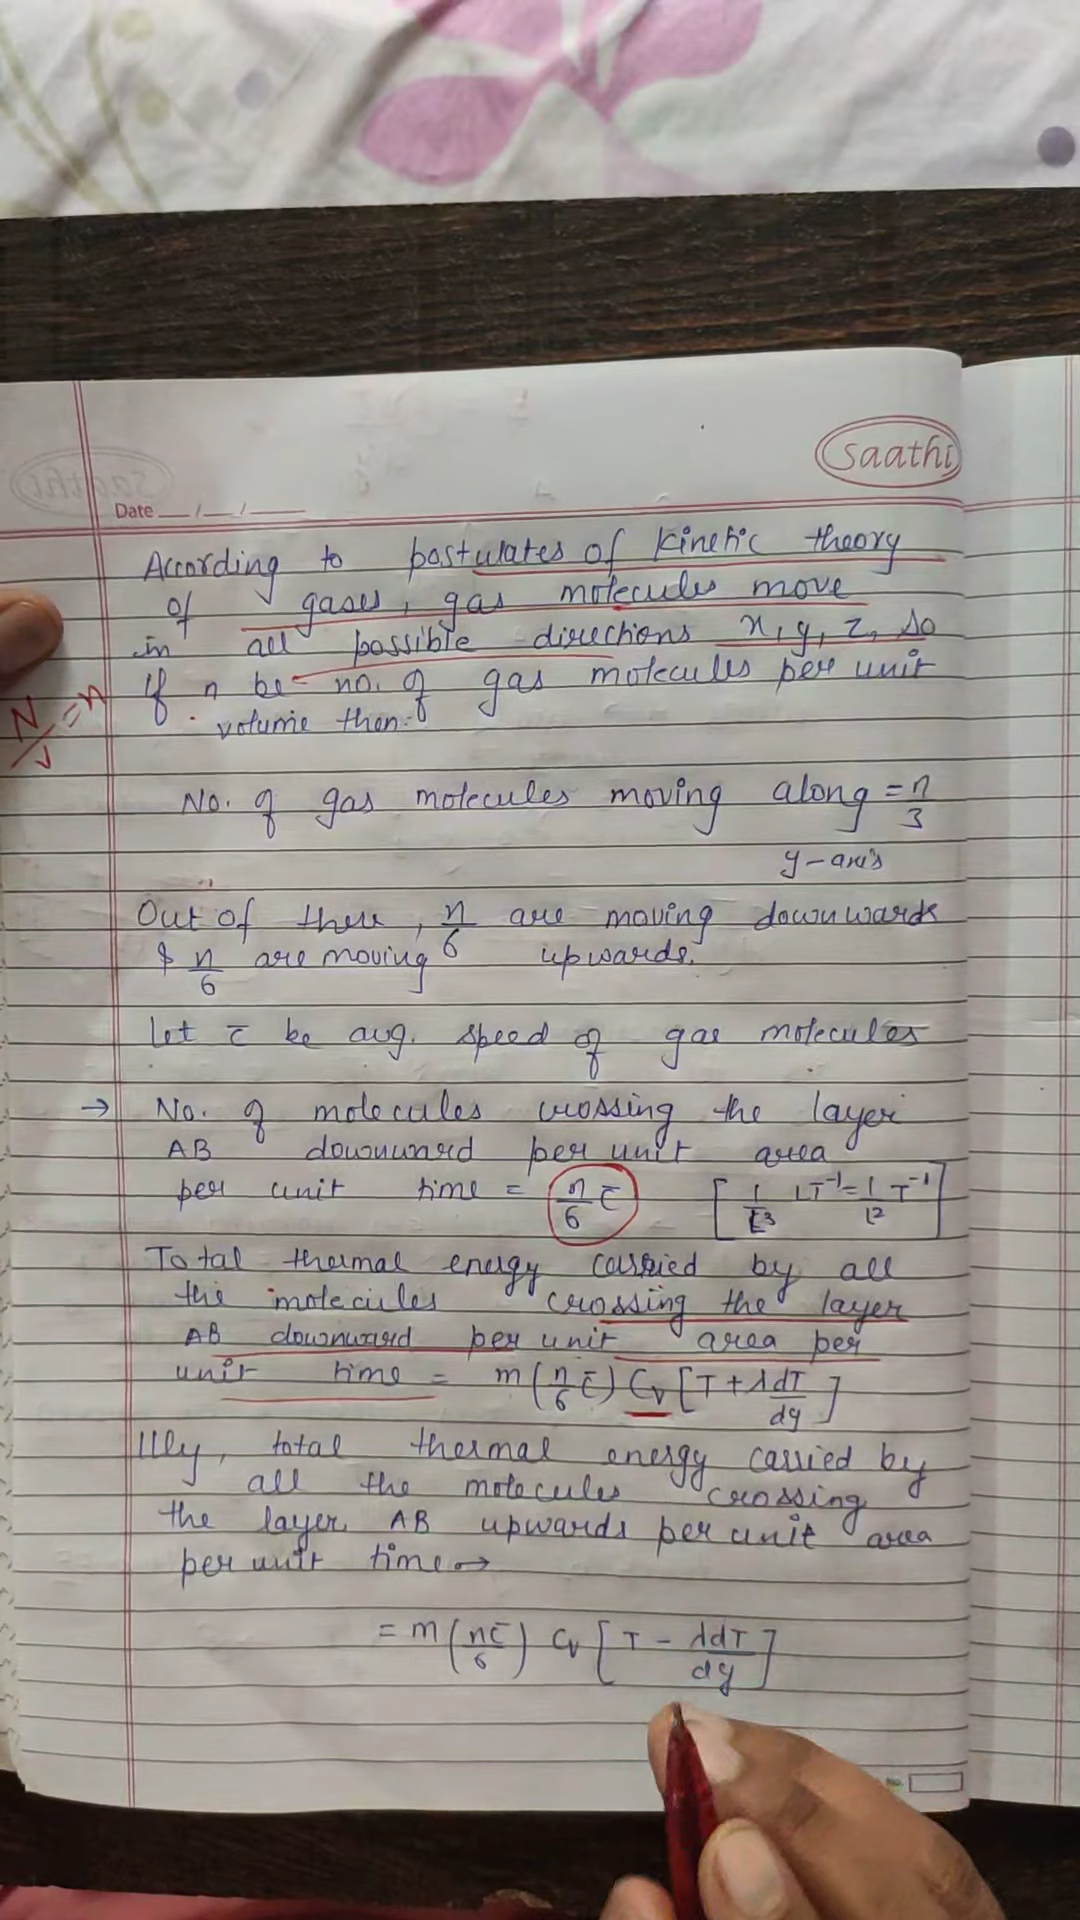 Saathi
Date __/__/____
According to postulates of kinetic theory
of gases, gas molecules move
in all possible directions x, y, z, so
if n be no. of gas molecules per unit
volume then.
N/V = n
No. of gas molecules moving along = n/3
y-axis
Out of these, n/6 are moving downwards
& n/6 are moving upwards.
Let c̄ be avg. speed of gas molecules
→ No. of molecules crossing the layer
AB downward per unit area
per unit time = n/6 c̄ [1/L³ LT⁻¹ = 1/L² T⁻¹]
Total thermal energy carried by all
the molecules crossing the layer
AB downward per unit area per
unit time = m(n/6 c̄) Cv [T + λdT/dy]
Illy, total thermal energy carried by
all the molecules crossing
the layer AB upwards per unit area
per unit time →
= m(nc̄/6) Cv [T - λdT/dy]
No.